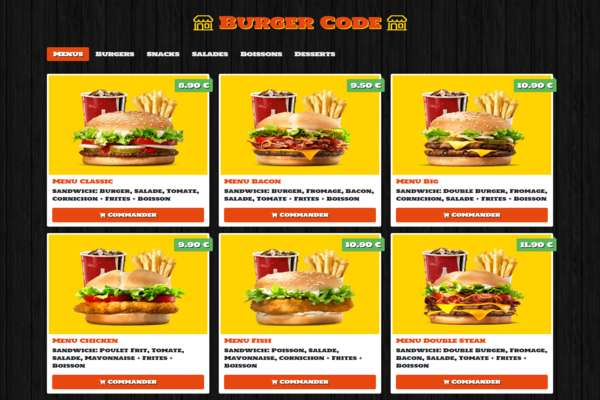 Burger Code
Menus Burgers Snacks Salades Boissons Desserts
8.90 € 9.50 € 10.90 €
Menu Classic
Sandwich: Burger, Salade, Tomate,
Cornichon + Frites + Boisson
Commander
Menu Bacon
Sandwich: Burger, Fromage, Bacon,
Salade, Tomate + Frites + Boisson
Commander
Menu Big
Sandwich: Double Burger, Fromage,
Cornichon, Salade + Frites + Boisson
Commander
9.90 € 10.90 € 11.90 €
Menu Chicken
Sandwich: Poulet Frit, Tomate,
Salade, Mayonnaise + Frites +
Boisson
Commander
Menu Fish
Sandwich: Poisson, Salade,
Mayonnaise, Cornichon + Frites +
Boisson
Commander
Menu Double Steak
Sandwich: Double Burger, Fromage,
Bacon, Salade, Tomate + Frites +
Boisson
Commander